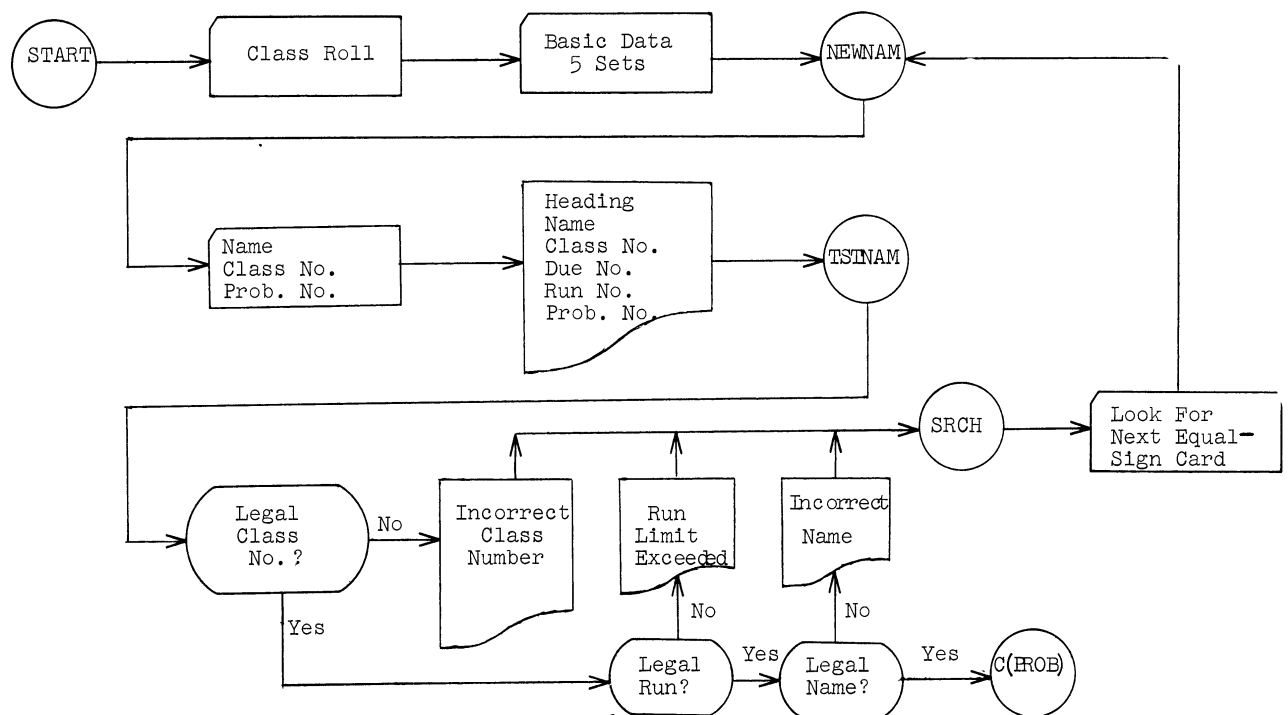 START
Class Roll
Basic Data
5 Sets
NEWNAM
Name
Class No.
Prob. No.
Heading
Name
Class No.
Due No.
Run No.
Prob. No.
TSTNAM
SRCH
Look For
Next Equal-
Sign Card
Legal
Class
No.?
No
Incorrect
Class
Number
Run
Limit
Exceeded
Incorrect
Name
Yes
No
No
Legal
Run?
Yes
Legal
Name?
Yes
C(PROB)